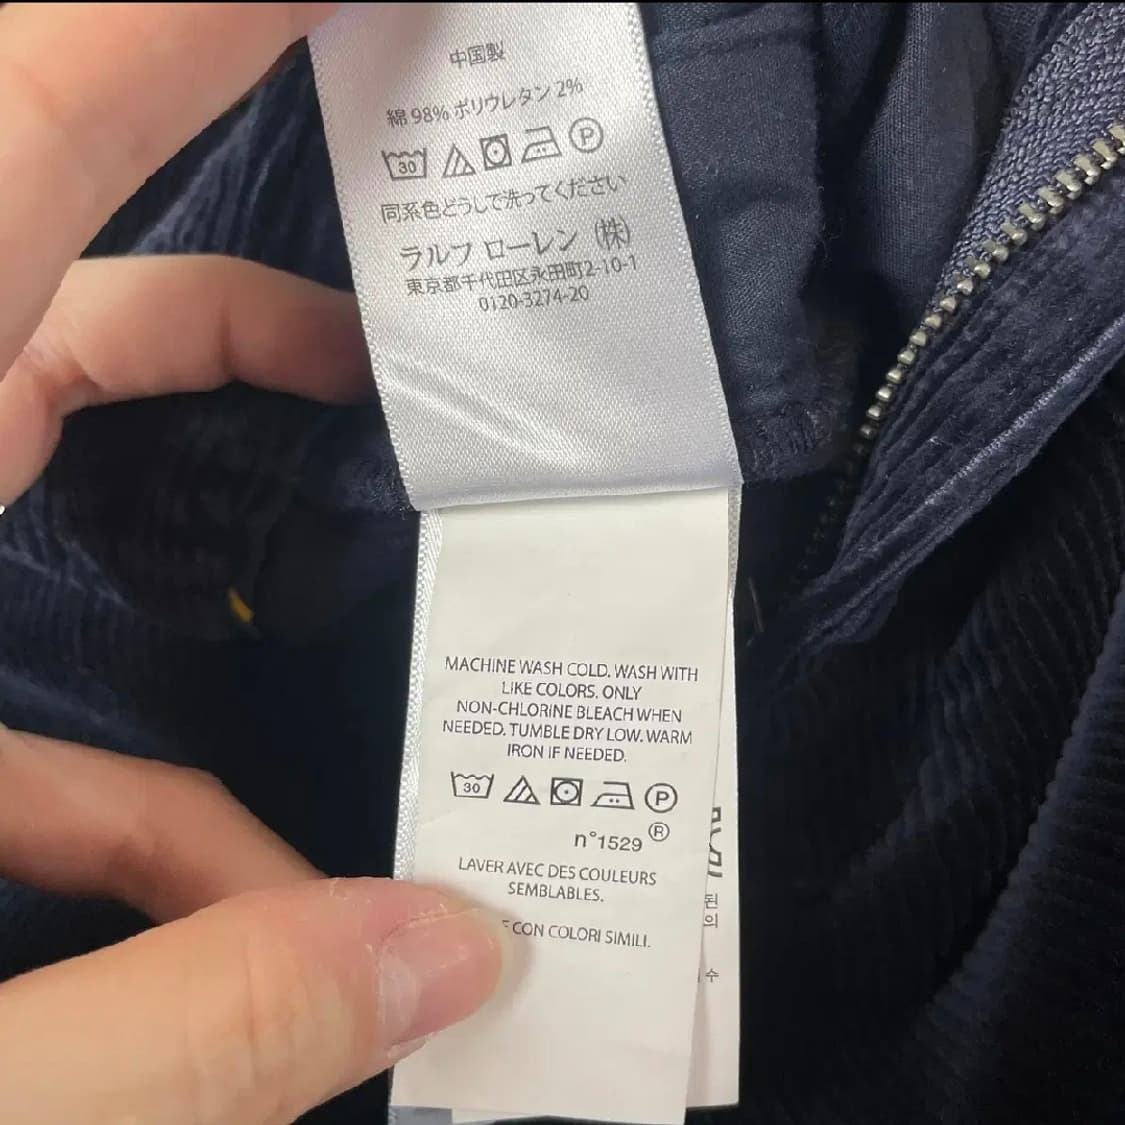 中国製
綿 98% ポリウレタン 2%
30 P
同系色どうしで洗ってください
ラルフ ローレン (株)
東京都千代田区永田町2-10-1
0120-3274-20
MACHINE WASH COLD. WASH WITH
LIKE COLORS. ONLY
NON-CHLORINE BLEACH WHEN
NEEDED. TUMBLE DRY LOW. WARM
IRON IF NEEDED.
30 P
n°1529 ®
LAVER AVEC DES COULEURS
SEMBLABLES.
CON COLORI SIMILI.
된
의
수